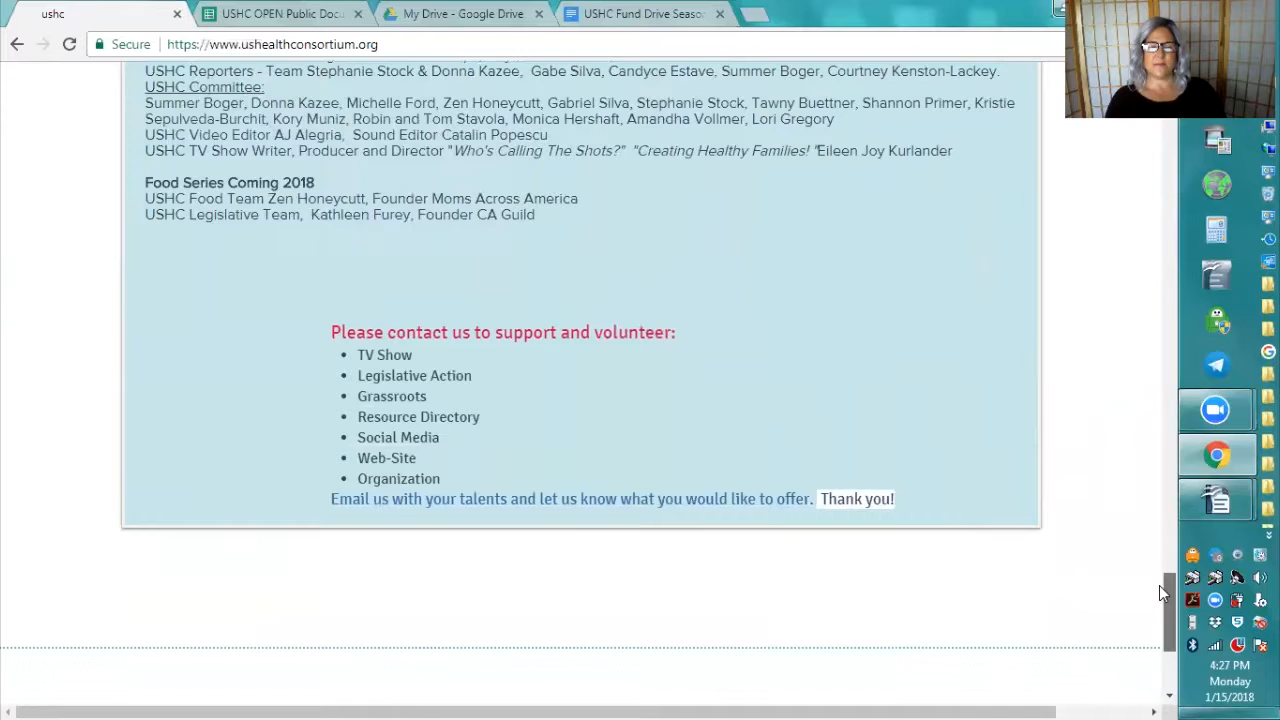 ushc
USHC OPEN Public Doc
My Drive - Google Drive
USHC Fund Drive Seaso
Secure
https://www.ushealthconsortium.org
USHC Reporters - Team Stephanie Stock & Donna Kazee, Gabe Silva, Candyce Estave, Summer Boger, Courtney Kenston-Lackey.
USHC Committee:
Summer Boger, Donna Kazee, Michelle Ford, Zen Honeycutt, Gabriel Silva, Stephanie Stock, Tawny Buettner, Shannon Primer, Kristie
Sepulveda-Burchit, Kory Muniz, Robin and Tom Stavola, Monica Hershaft, Amandha Vollmer, Lori Gregory
USHC Video Editor AJ Alegria, Sound Editor Catalin Popescu
USHC TV Show Writer, Producer and Director "Who's Calling The Shots?" "Creating Healthy Families! "Eileen Joy Kurlander
Food Series Coming 2018
USHC Food Team Zen Honeycutt, Founder Moms Across America
USHC Legislative Team, Kathleen Furey, Founder CA Guild
Please contact us to support and volunteer:
• TV Show
• Legislative Action
• Grassroots
• Resource Directory
• Social Media
• Web-Site
• Organization
Email us with your talents and let us know what you would like to offer. Thank you!
4:27 PM
Monday
1/15/2018